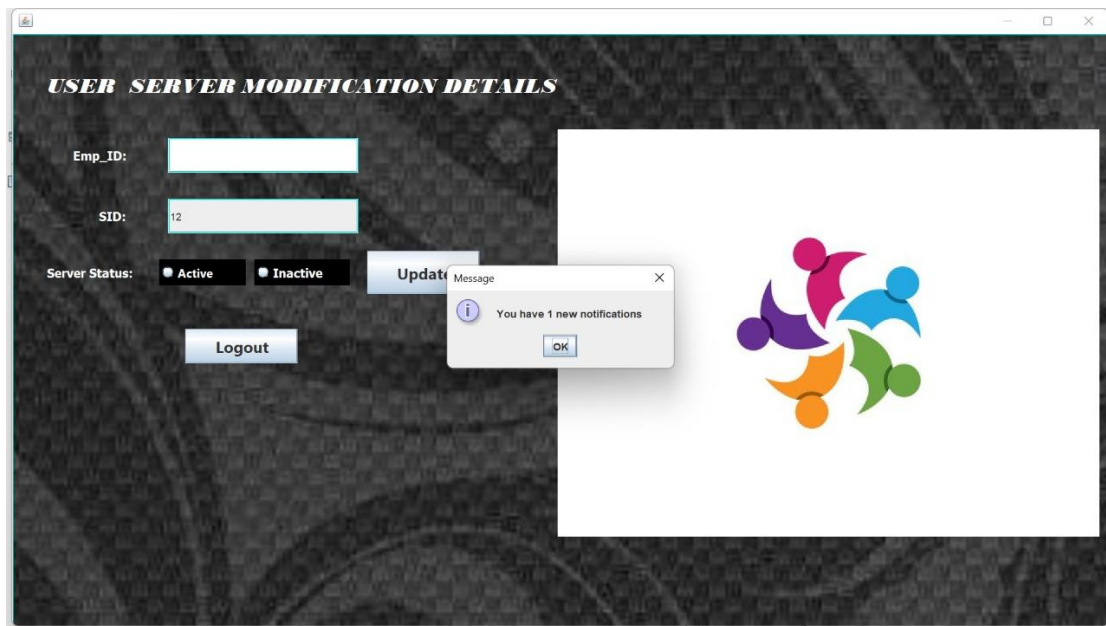 USER SERVER MODIFICATION DETAILS
Emp_ID:
SID:
12
Server Status:
Active
Inactive
Update
Message
You have 1 new notifications
OK
Logout